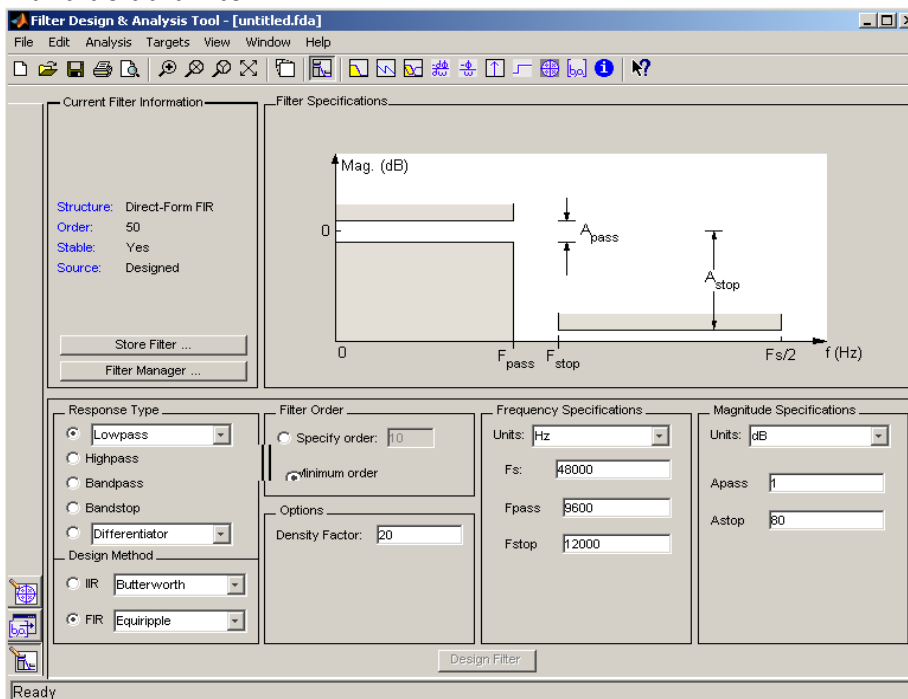 Filter Design & Analysis Tool - [untitled.fda]
File Edit Analysis Targets View Window Help
Current Filter Information
Structure: Direct-Form FIR
Order: 50
Stable: Yes
Source: Designed
Store Filter ...
Filter Manager ...
Filter Specifications
Mag. (dB)
0
Apass
Astop
0
Fpass
Fstop
Fs/2
f (Hz)
Response Type
Lowpass
Highpass
Bandpass
Bandstop
Differentiator
Design Method
IIR Butterworth
FIR Equiripple
Filter Order
Specify order: 10
Minimum order
Options
Density Factor: 20
Frequency Specifications
Units: Hz
Fs: 48000
Fpass 9600
Fstop 12000
Magnitude Specifications
Units: dB
Apass 1
Astop 80
Design Filter
Ready